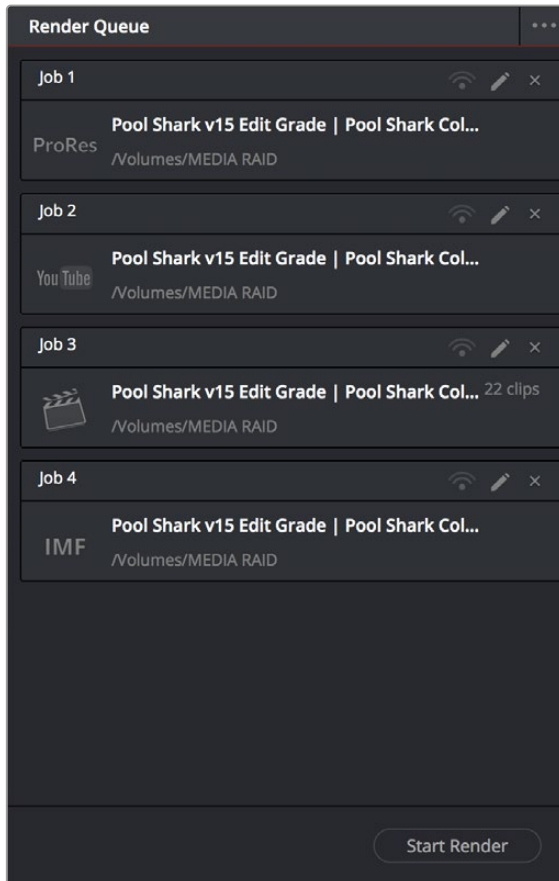 Render Queue
Job 1
ProRes
Pool Shark v15 Edit Grade | Pool Shark Col...
/Volumes/MEDIA RAID
Job 2
You Tube
Pool Shark v15 Edit Grade | Pool Shark Col...
/Volumes/MEDIA RAID
Job 3
Pool Shark v15 Edit Grade | Pool Shark Col... 22 clips
/Volumes/MEDIA RAID
Job 4
IMF
Pool Shark v15 Edit Grade | Pool Shark Col...
/Volumes/MEDIA RAID
Start Render